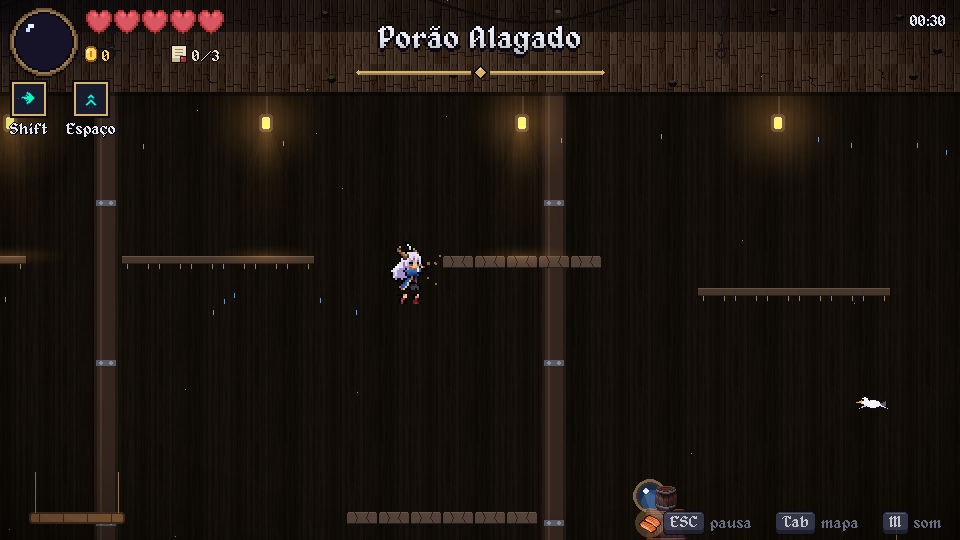 Porão Alagado
00:30
0
0/3
Shift
Espaço
ESC pausa
Tab mapa
M som